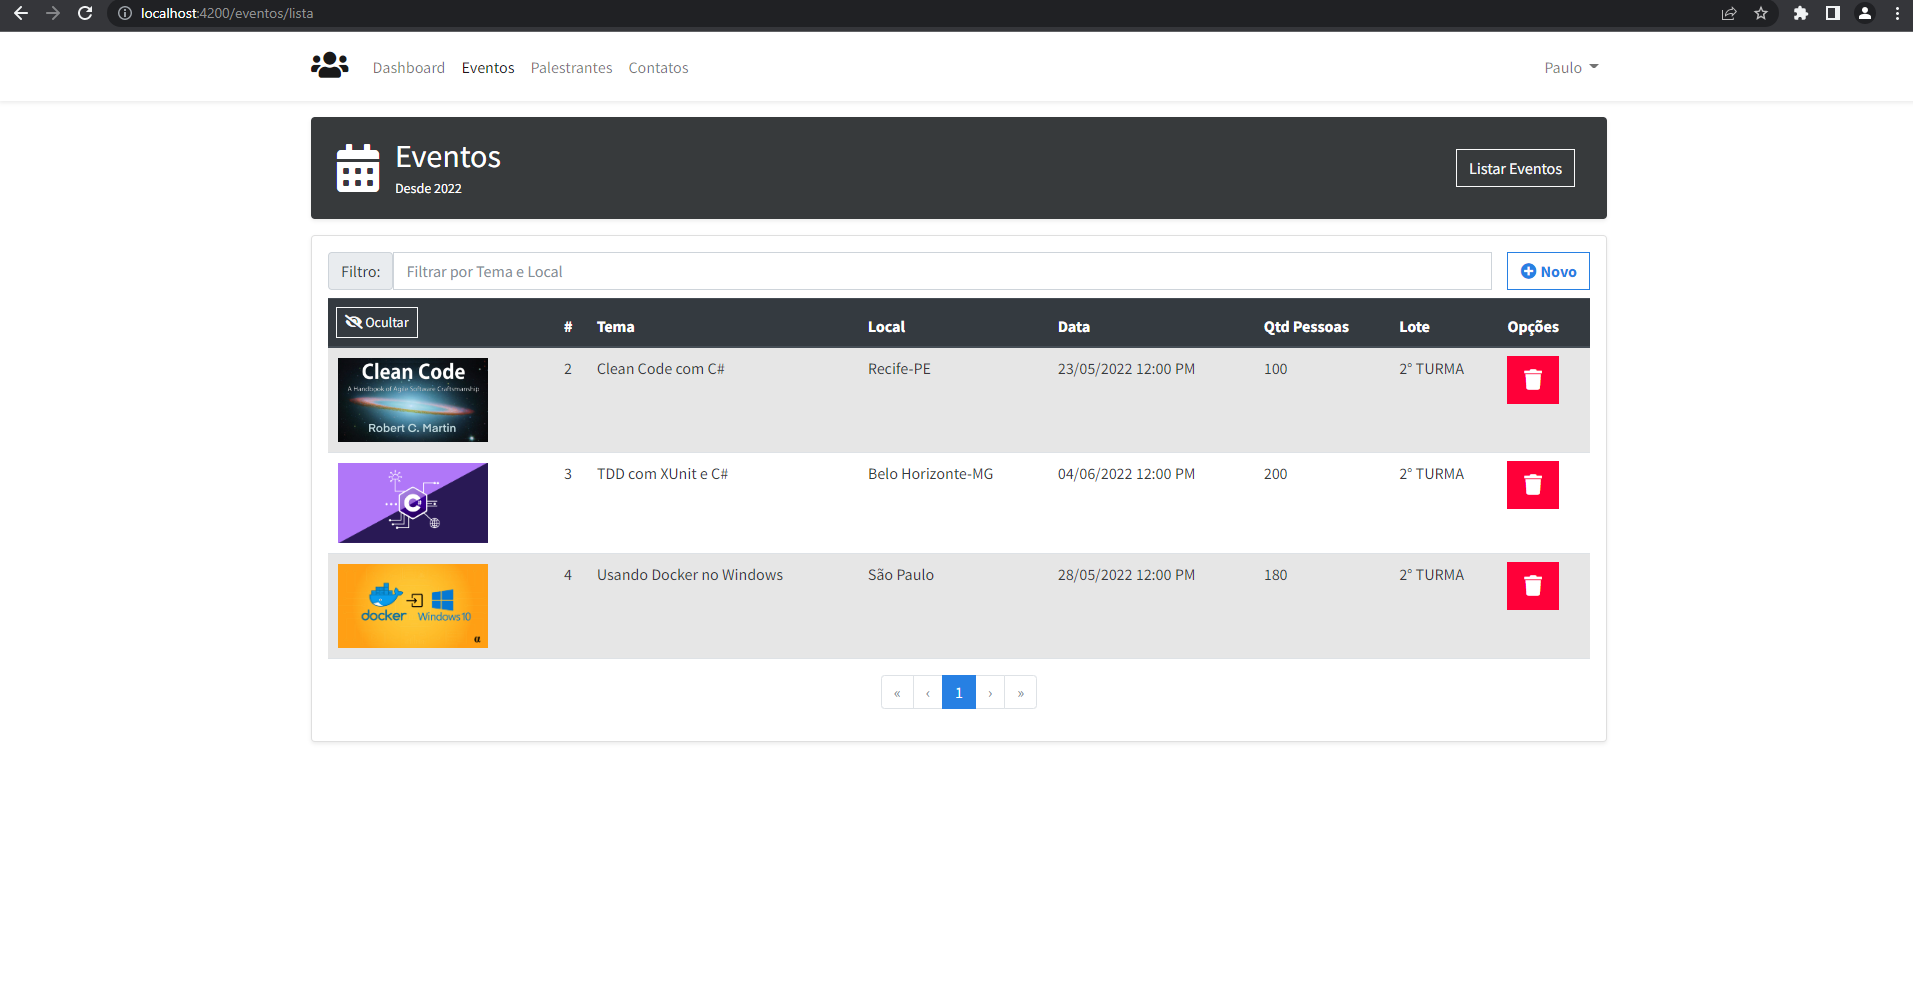 localhost:4200/eventos/lista
Dashboard Eventos Palestrantes Contatos Paulo
Eventos
Desde 2022
Listar Eventos
Filtro: Filtrar por Tema e Local Novo
Ocultar # Tema Local Data Qtd Pessoas Lote Opções
Clean Code
A Handbook of Agile Software Craftsmanship
Robert C. Martin
2 Clean Code com C# Recife-PE 23/05/2022 12:00 PM 100 2° TURMA
C#
3 TDD com XUnit e C# Belo Horizonte-MG 04/06/2022 12:00 PM 200 2° TURMA
docker Windows 10
α
4 Usando Docker no Windows São Paulo 28/05/2022 12:00 PM 180 2° TURMA
« ‹ 1 › »